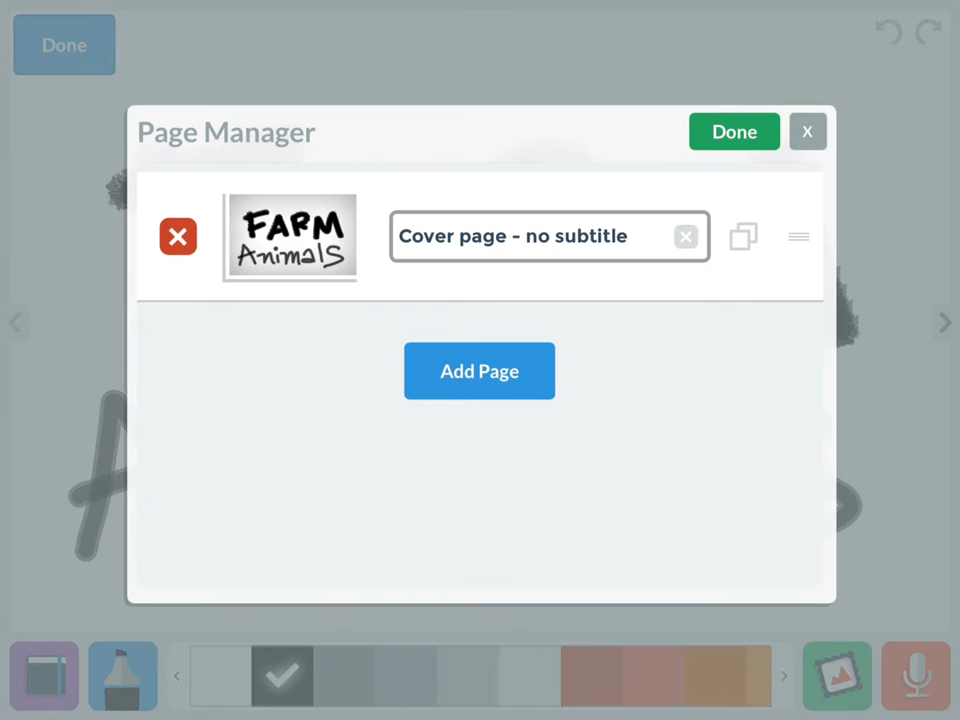 Done
Page Manager
Done
X
FARM
Animals
Cover page - no subtitle
Add Page